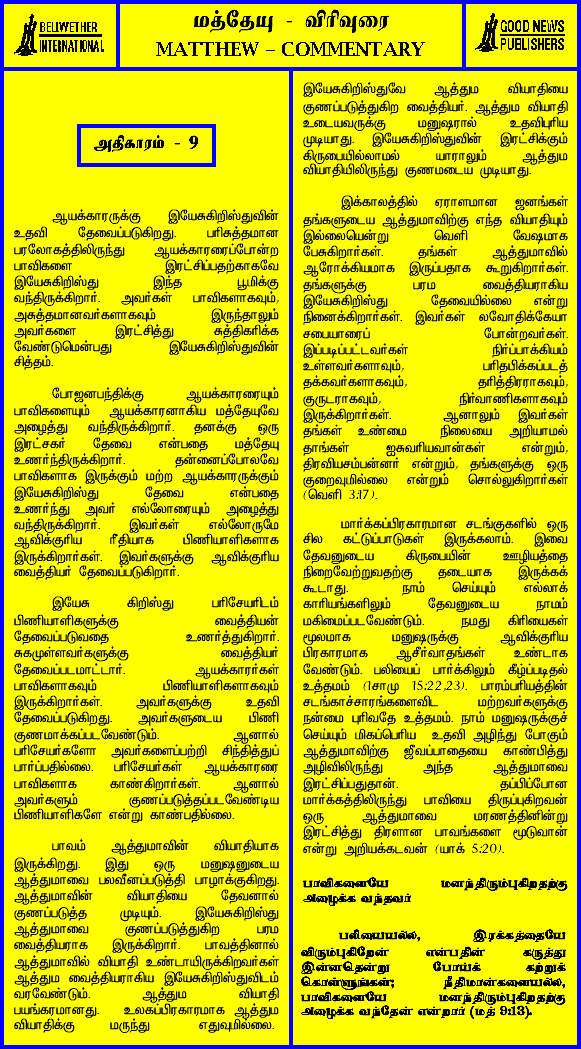 BELIWETHER
INTERNATIONAL
மத்தேயு - விரிவுரை
MATTHEW – COMMENTARY
GOOD NEWS
PUBLISHERS
அதிகாரம் - 9
ஆயக்காரருக்கு இயேசுகிறிஸ்துவின்
உதவி தேவைப்படுகிறது. பரிசுத்தமான
பரலோகத்திலிருந்து ஆயக்காரரைப்போன்ற
பாவிகளை இரட்சிப்பதற்காகவே
இயேசுகிறிஸ்து இந்த பூமிக்கு
வந்திருக்கிறார். அவர்கள் பாவிகளாகவும்,
அசுத்தமானவர்களாகவும் இருந்தாலும்
அவர்களை இரட்சித்து சுத்திகரிக்க
வேண்டுமென்பது இயேசுகிறிஸ்துவின்
சித்தம்.
போஜனபந்திக்கு ஆயக்காரரையும்
பாவிகளையும் ஆயக்காரனாகிய மத்தேயுவே
அழைத்து வந்திருக்கிறார். தனக்கு ஒரு
இரட்சகர் தேவை என்பதை மத்தேயு
உணர்ந்திருக்கிறார். தன்னைப்போலவே
பாவிகளாக இருக்கும் மற்ற ஆயக்காரருக்கும்
இயேசுகிறிஸ்து தேவை என்பதை
உணர்ந்து அவர் எல்லோரையும் அழைத்து
வந்திருக்கிறார். இவர்கள் எல்லோருமே
ஆவிக்குரிய ரீதியாக பிணியாளிகளாக
இருக்கிறார்கள். இவர்களுக்கு ஆவிக்குரிய
வைத்தியர் தேவைப்படுகிறார்.
இயேசு கிறிஸ்து பரிசேயரிடம்
பிணியாளிகளுக்கு வைத்தியன்
தேவைப்படுவதை உணர்த்துகிறார்.
சுகமுள்ளவர்களுக்கு வைத்தியர்
தேவைப்படமாட்டார். ஆயக்காரர்கள்
பாவிகளாகவும் பிணியாளிகளாகவும்
இருக்கிறார்கள். அவர்களுக்கு உதவி
தேவைப்படுகிறது. அவர்களுடைய பிணி
குணமாக்கப்படவேண்டும். ஆனால்
பரிசேயர்களோ அவர்களைப்பற்றி சிந்தித்துப்
பார்ப்பதில்லை. பரிசேயர்கள் ஆயக்காரரை
பாவிகளாக காண்கிறார்கள். ஆனால்
அவர்களும் குணப்படுத்தப்படவேண்டிய
பிணியாளிகளே என்று காண்பதில்லை.
பாவம் ஆத்துமாவின் வியாதியாக
இருக்கிறது. இது ஒரு மனுஷனுடைய
ஆத்துமாவை பலவீனப்படுத்தி பாழாக்குகிறது.
ஆத்துமாவின் வியாதியை தேவனால்
குணப்படுத்த முடியும். இயேசுகிறிஸ்து
ஆத்துமாவை குணப்படுத்துகிற பரம
வைத்தியராக இருக்கிறார். பாவத்தினால்
ஆத்துமாவில் வியாதி உண்டாயிருக்கிறவர்கள்
ஆத்தும வைத்தியராகிய இயேசுகிறிஸ்துவிடம்
வரவேண்டும். ஆத்தும வியாதி
பயங்கரமானது. உலகப்பிரகாரமாக ஆத்தும
வியாதிக்கு மருந்து எதுவுமில்லை.
இயேசுகிறிஸ்துவே ஆத்தும வியாதியை
குணப்படுத்துகிற வைத்தியர். ஆத்தும வியாதி
உடையவருக்கு மனுஷரால் உதவிபுரிய
முடியாது. இயேசுகிறிஸ்துவின் இரட்சிக்கும்
கிருபையில்லாமல் யாராலும் ஆத்தும
வியாதியிலிருந்து குணமடைய முடியாது.
இக்காலத்தில் ஏராளமான ஜனங்கள்
தங்களுடைய ஆத்துமாவிற்கு எந்த வியாதியும்
இல்லையென்று வெளி வேஷமாக
பேசுகிறார்கள். தங்கள் ஆத்துமாவில்
ஆரோக்கியமாக இருப்பதாக கூறுகிறார்கள்.
தங்களுக்கு பரம வைத்தியராகிய
இயேசுகிறிஸ்து தேவையில்லை என்று
நினைக்கிறார்கள். இவர்கள் லவோதிக்கேயா
சபையாரைப் போன்றவர்கள்.
இப்படிப்பட்டவர்கள் நிர்ப்பாக்கியம்
உள்ளவர்களாவும், பரிதபிக்கப்படத்
தக்கவர்களாகவும், தரித்திரராகவும்,
குருடராகவும், நிர்வாணிகளாகவும்
இருக்கிறார்கள். ஆனாலும் இவர்கள்
தங்கள் உண்மை நிலையை அறியாமல்
தாங்கள் ஐசுவரியவான்கள் என்றும்,
திரவியசம்பன்னர் என்றும், தங்களுக்கு ஒரு
குறைவுமில்லை என்றும் சொல்லுகிறார்கள்
(வெளி 3:17).
மார்க்கப்பிரகாரமான சடங்குகளில் ஒரு
சில கட்டுப்பாடுகள் இருக்கலாம். இவை
தேவனுடைய கிருபையின் ஊழியத்தை
நிறைவேற்றுவதற்கு தடையாக இருக்கக்
கூடாது. நாம் செய்யும் எல்லாக்
காரியங்களிலும் தேவனுடைய நாமம்
மகிமைப்படவேண்டும். நமது கிரியைகள்
மூலமாக மனுஷருக்கு ஆவிக்குரிய
பிரகாரமாக ஆசீர்வாதங்கள் உண்டாக
வேண்டும். பலியைப் பார்க்கிலும் கீழ்ப்படிதல்
உத்தமம் (1சாமு 15:22,23). பாரம்பரியத்தின்
சடங்காச்சாரங்களைவிட மற்றவர்களுக்கு
நன்மை புரிவதே உத்தமம். நாம் மனுஷருக்குச்
செய்யும் மிகப்பெரிய உதவி அழிந்து போகும்
ஆத்துமாவிற்கு ஜீவப்பாதையை காண்பித்து
அழிவிலிருந்து அந்த ஆத்துமாவை
இரட்சிப்பதுதான். தப்பிப்போன
மார்க்கத்திலிருந்து பாவியை திருப்புகிறவன்
ஒரு ஆத்துமாவை மரணத்தினின்று
இரட்சித்து திரளான பாவங்களை மூடுவான்
என்று அறியக்கடவன் (யாக் 5:20).
பாவிகளையே மனந்திரும்புகிறதற்கு
அழைக்க வந்தவர்
பலியையல்ல, இரக்கத்தையே
விரும்புகிறேன் என்பதின் கருத்து
இன்னதென்று போய்க் கற்றுக்
கொள்ளுங்கள்; நீதிமான்களையல்ல,
பாவிகளையே மனந்திரும்புகிறதற்கு
அழைக்க வந்தேன் என்றார் (மத் 9:13).